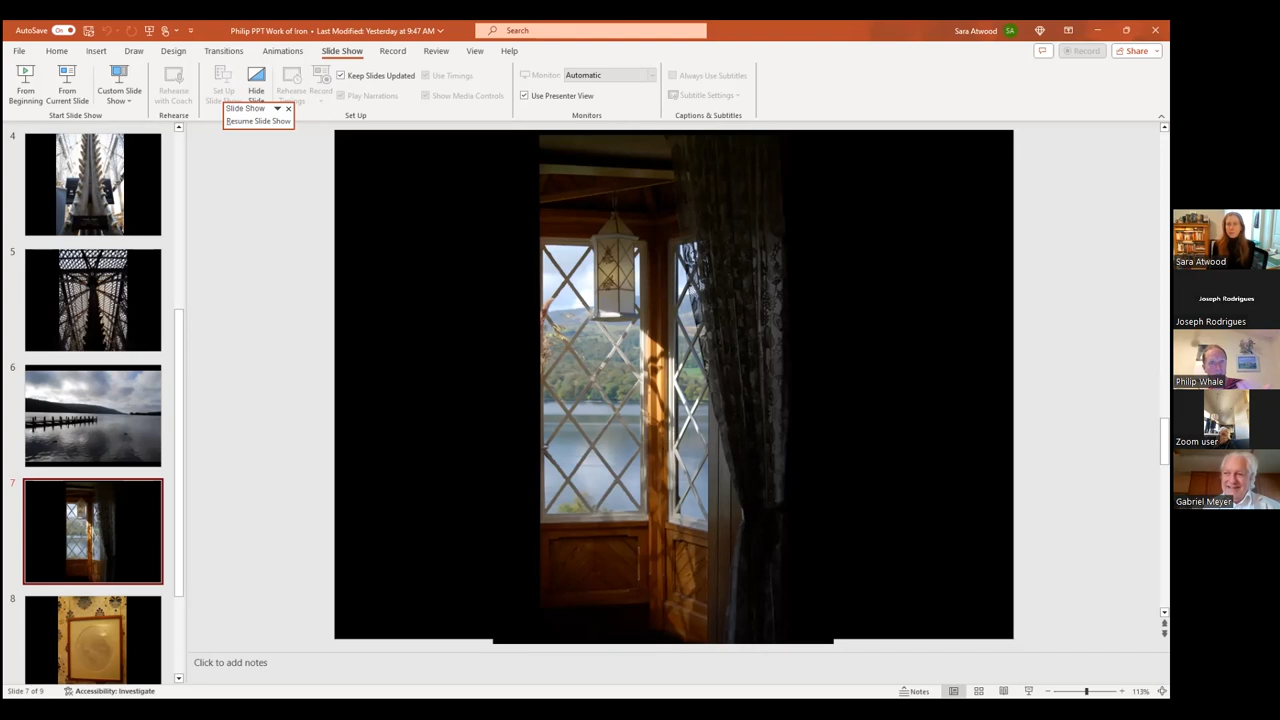 AutoSave On
Philip PPT Work of Iron • Last Modified: Yesterday at 9:47 AM
Search
Sara Atwood SA
File Home Insert Draw Design Transitions Animations Slide Show Record Review View Help
Record Share
From Beginning
From Current Slide
Custom Slide Show
Rehearse with Coach
Set Up Slide Show
Hide Slide
Rehearse Timings
Record
Keep Slides Updated
Play Narrations
Use Timings
Show Media Controls
Monitor: Automatic
Use Presenter View
Always Use Subtitles
Subtitle Settings
Start Slide Show
Rehearse
Set Up
Monitors
Captions & Subtitles
Slide Show
Resume Slide Show
4
5
6
7
8
Sara Atwood
Joseph Rodrigues
Joseph Rodrigues
Philip Whale
Zoom user
Gabriel Meyer
Click to add notes
Slide 7 of 9
Accessibility: Investigate
Notes
113%